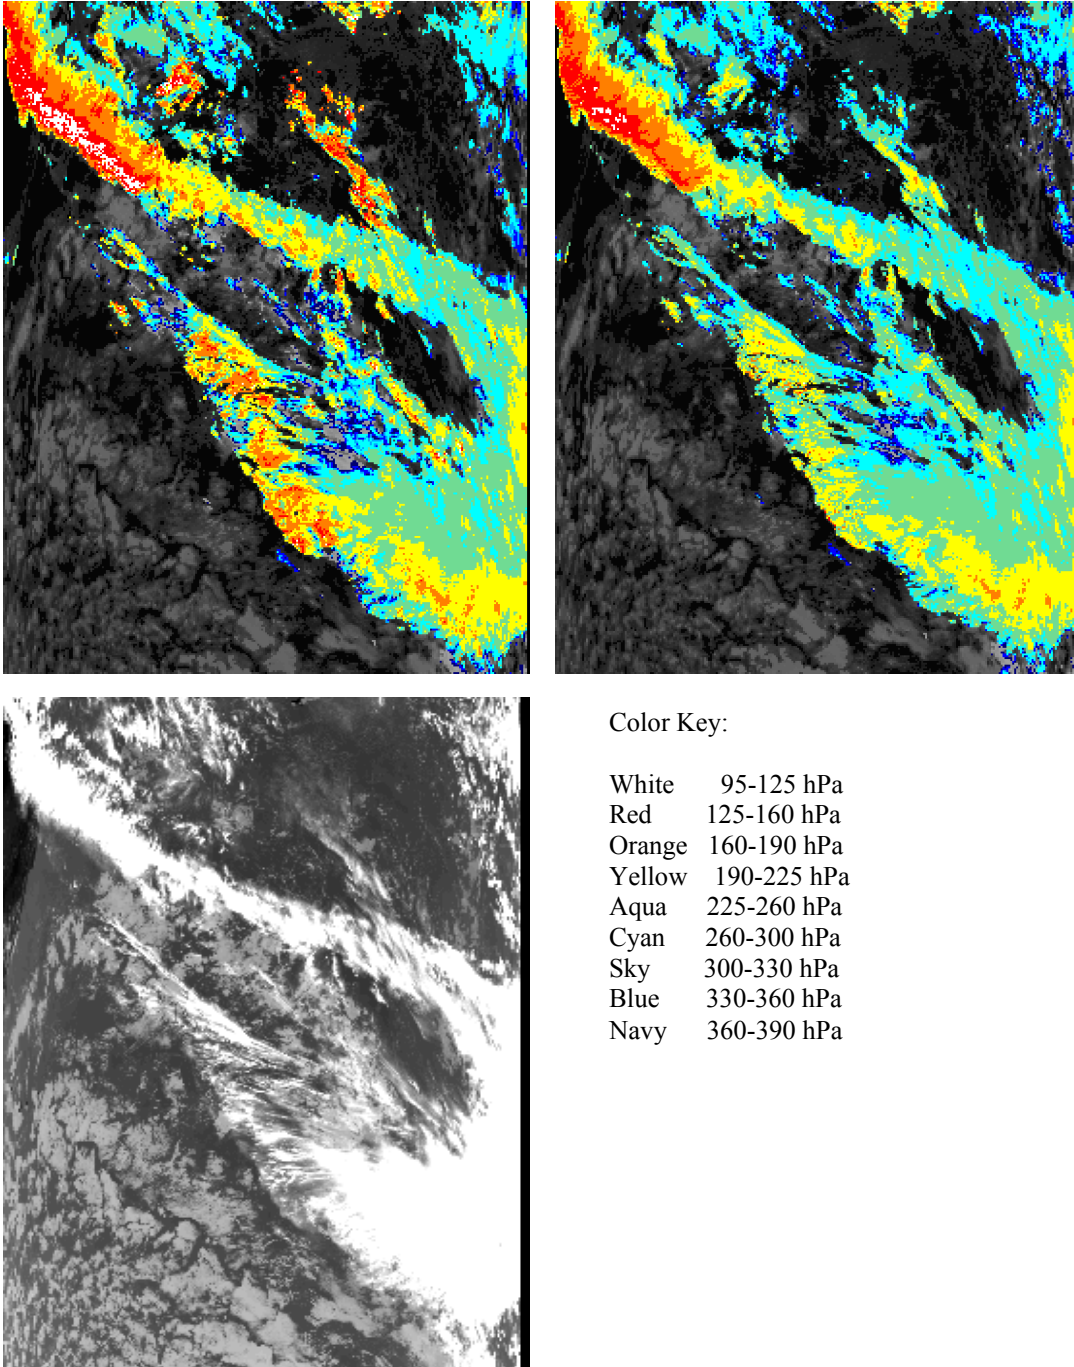 Color Key:
White 95-125 hPa
Red 125-160 hPa
Orange 160-190 hPa
Yellow 190-225 hPa
Aqua 225-260 hPa
Cyan 260-300 hPa
Sky 300-330 hPa
Blue 330-360 hPa
Navy 360-390 hPa